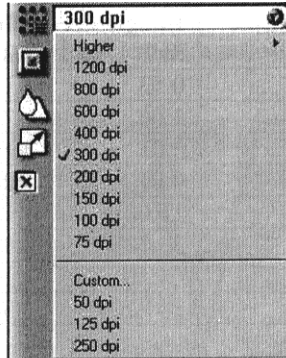 300 dpi
Higher
1200 dpi
800 dpi
600 dpi
400 dpi
300 dpi
200 dpi
150 dpi
100 dpi
75 dpi
Custom...
50 dpi
125 dpi
250 dpi